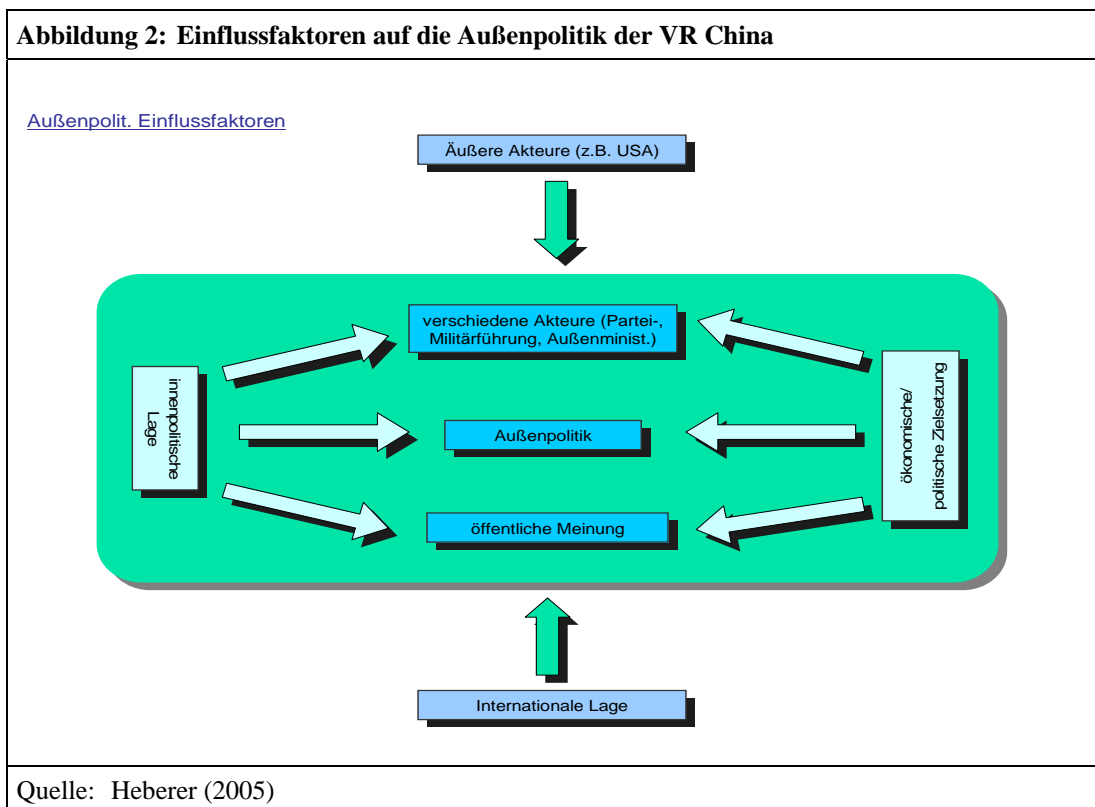 Abbildung 2: Einflussfaktoren auf die Außenpolitik der VR China
Außenpolit. Einflussfaktoren
Äußere Akteure (z.B. USA)
verschiedene Akteure (Partei-,
Militärführung, Außenminist.)
innenpolitische
Lage
Außenpolitik
ökonomische/
politische Zielsetzung
öffentliche Meinung
Internationale Lage
Quelle: Heberer (2005)